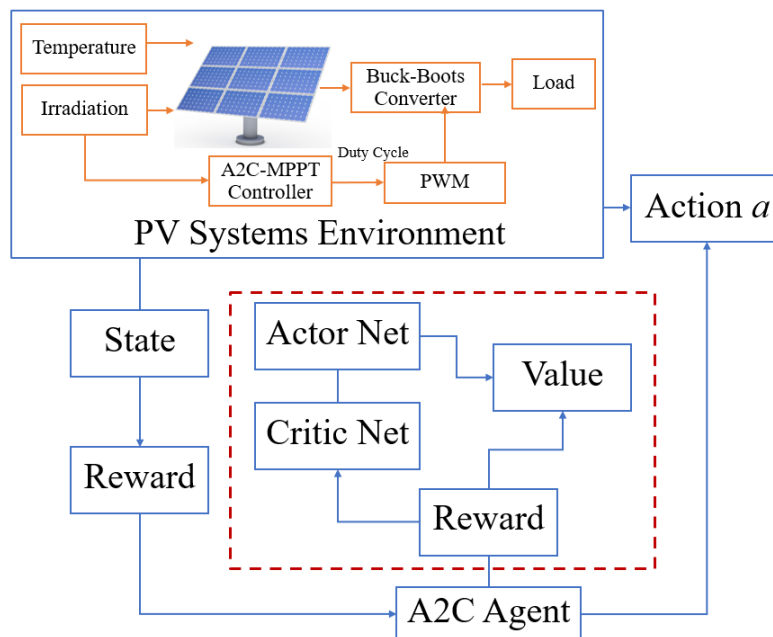 Temperature
Irradiation
Buck-Boots
Converter
Load
Duty Cycle
A2C-MPPT
Controller
PWM
PV Systems Environment
Action a
State
Actor Net
Value
Critic Net
Reward
Reward
A2C Agent